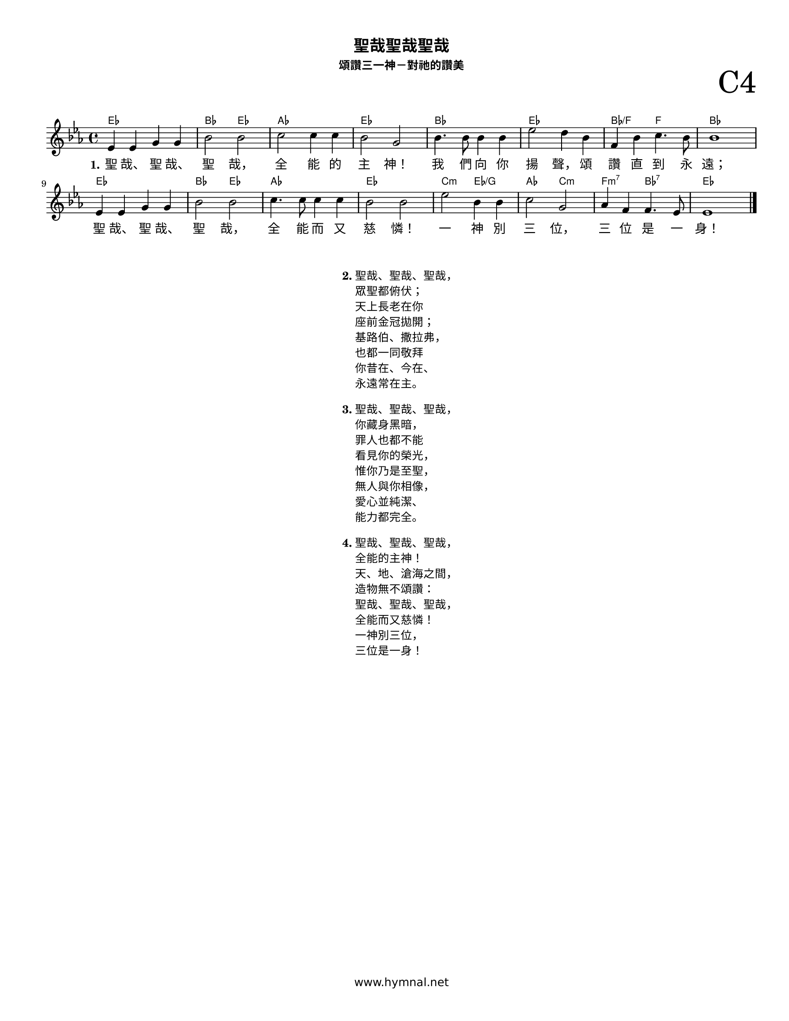 聖哉聖哉聖哉
頌讚三一神－對祂的讚美
C4
E♭ B♭ E♭ A♭ E♭ B♭ E♭ B♭/F F B♭
1. 聖哉、聖哉、聖哉， 全能的主神！ 我們向你揚聲，頌讚直到永遠；
9 E♭ B♭ E♭ A♭ E♭ Cm E♭/G A♭ Cm Fm7 B♭7 E♭
聖哉、聖哉、聖哉， 全能而又慈憐！ 一神別三位， 三位是一身！
2. 聖哉、聖哉、聖哉，
眾聖都俯伏；
天上長老在你
座前金冠拋開；
基路伯、撒拉弗，
也都一同敬拜
你昔在、今在、
永遠常在主。
3. 聖哉、聖哉、聖哉，
你藏身黑暗，
罪人也都不能
看見你的榮光，
惟你乃是至聖，
無人與你相像，
愛心並純潔、
能力都完全。
4. 聖哉、聖哉、聖哉，
全能的主神！
天、地、滄海之間，
造物無不頌讚：
聖哉、聖哉、聖哉，
全能而又慈憐！
一神別三位，
三位是一身！
www.hymnal.net